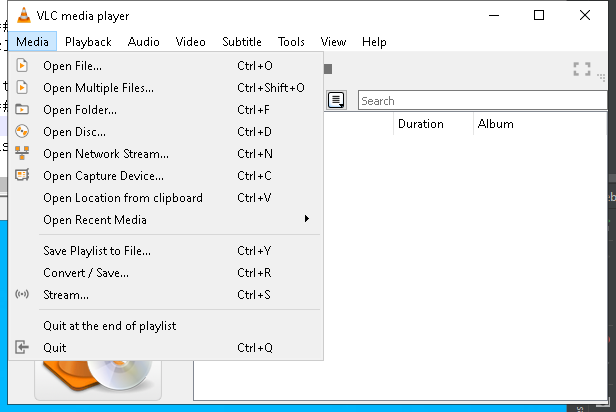 VLC media player
Media Playback Audio Video Subtitle Tools View Help
Open File... Ctrl+O
Open Multiple Files... Ctrl+Shift+O
Open Folder... Ctrl+F
Open Disc... Ctrl+D
Open Network Stream... Ctrl+N
Open Capture Device... Ctrl+C
Open Location from clipboard Ctrl+V
Open Recent Media
Save Playlist to File... Ctrl+Y
Convert / Save... Ctrl+R
Stream... Ctrl+S
Quit at the end of playlist
Quit Ctrl+Q
Search
Duration Album